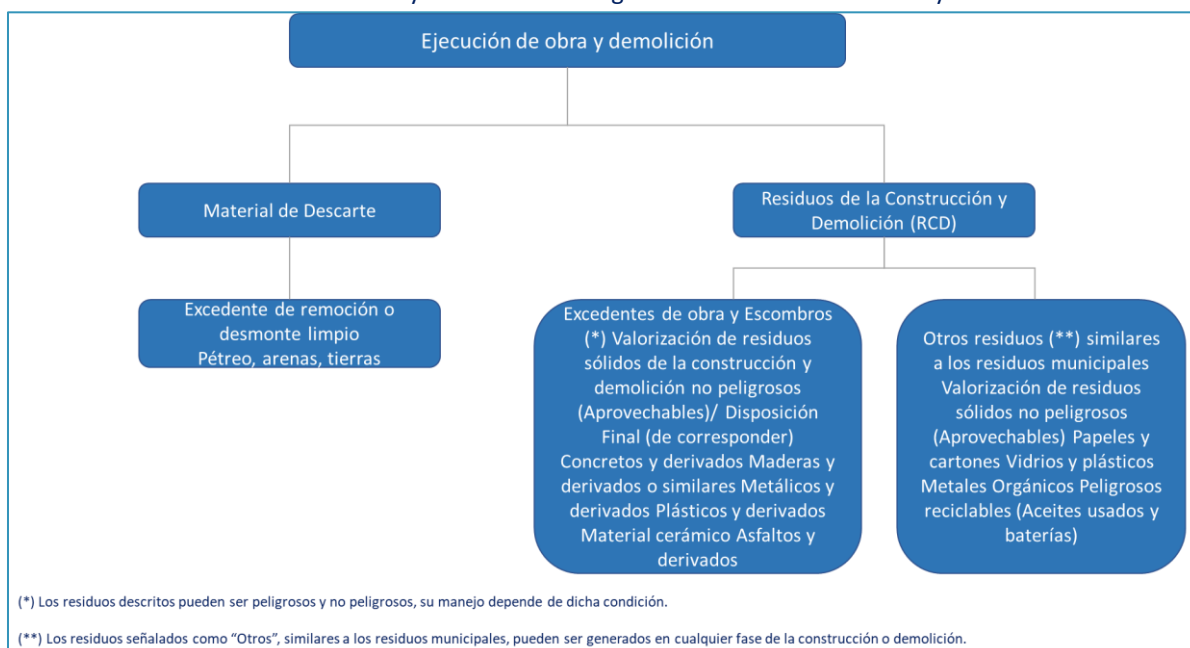 Ejecución de obra y demolición
Material de Descarte
Residuos de la Construcción y
Demolición (RCD)
Excedente de remoción o
desmonte limpio
Pétreo, arenas, tierras
Excedentes de obra y Escombros
(*) Valorización de residuos
sólidos de la construcción y
demolición no peligrosos
(Aprovechables)/ Disposición
Final (de corresponder)
Concretos y derivados Maderas y
derivados o similares Metálicos y
derivados Plásticos y derivados
Material cerámico Asfaltos y
derivados
Otros residuos (**) similares
a los residuos municipales
Valorización de residuos
sólidos no peligrosos
(Aprovechables) Papeles y
cartones Vidrios y plásticos
Metales Orgánicos Peligrosos
reciclables (Aceites usados y
baterías)
(*) Los residuos descritos pueden ser peligrosos y no peligrosos, su manejo depende de dicha condición.
(**) Los residuos señalados como “Otros”, similares a los residuos municipales, pueden ser generados en cualquier fase de la construcción o demolición.